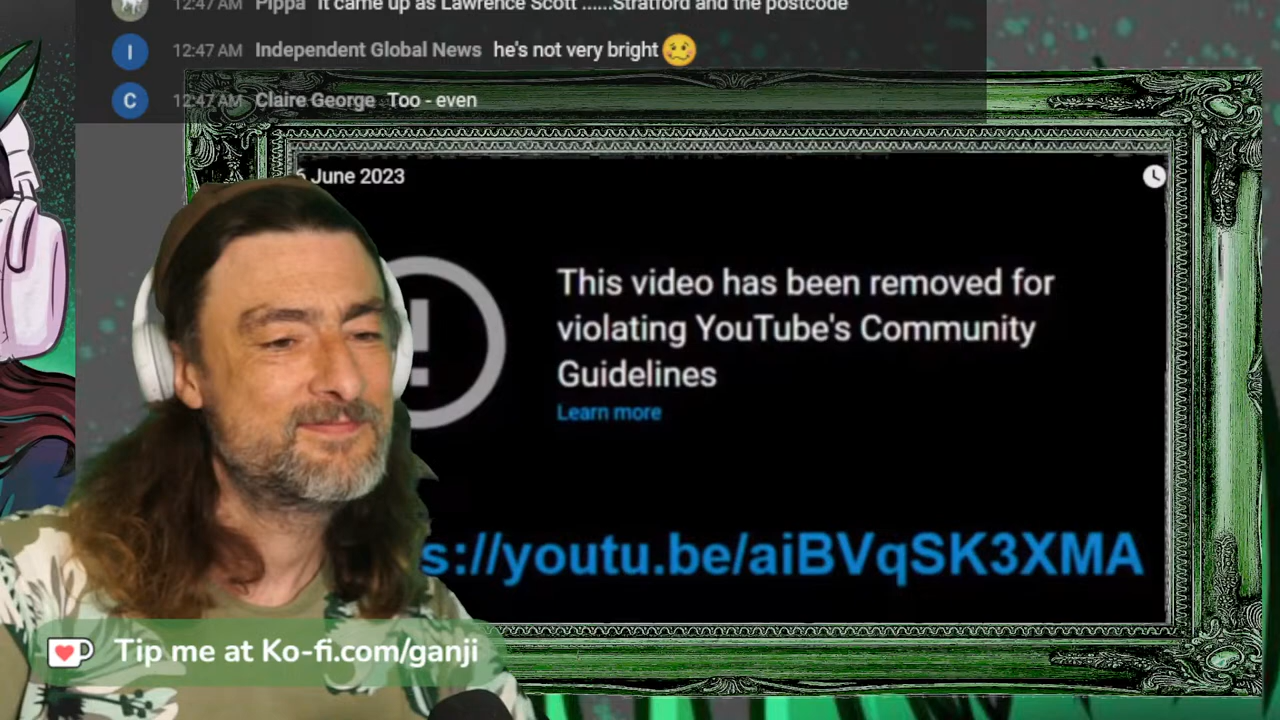 12:47 AM Pippa it came up as Lawrence Scott ......Stratford and the postcode
I 12:47 AM Independent Global News he's not very bright
C 12:47 AM Claire George Too - even
6 June 2023
This video has been removed for
violating YouTube's Community
Guidelines
Learn more
s://youtu.be/aiBVqSK3XMA
Tip me at Ko-fi.com/ganji